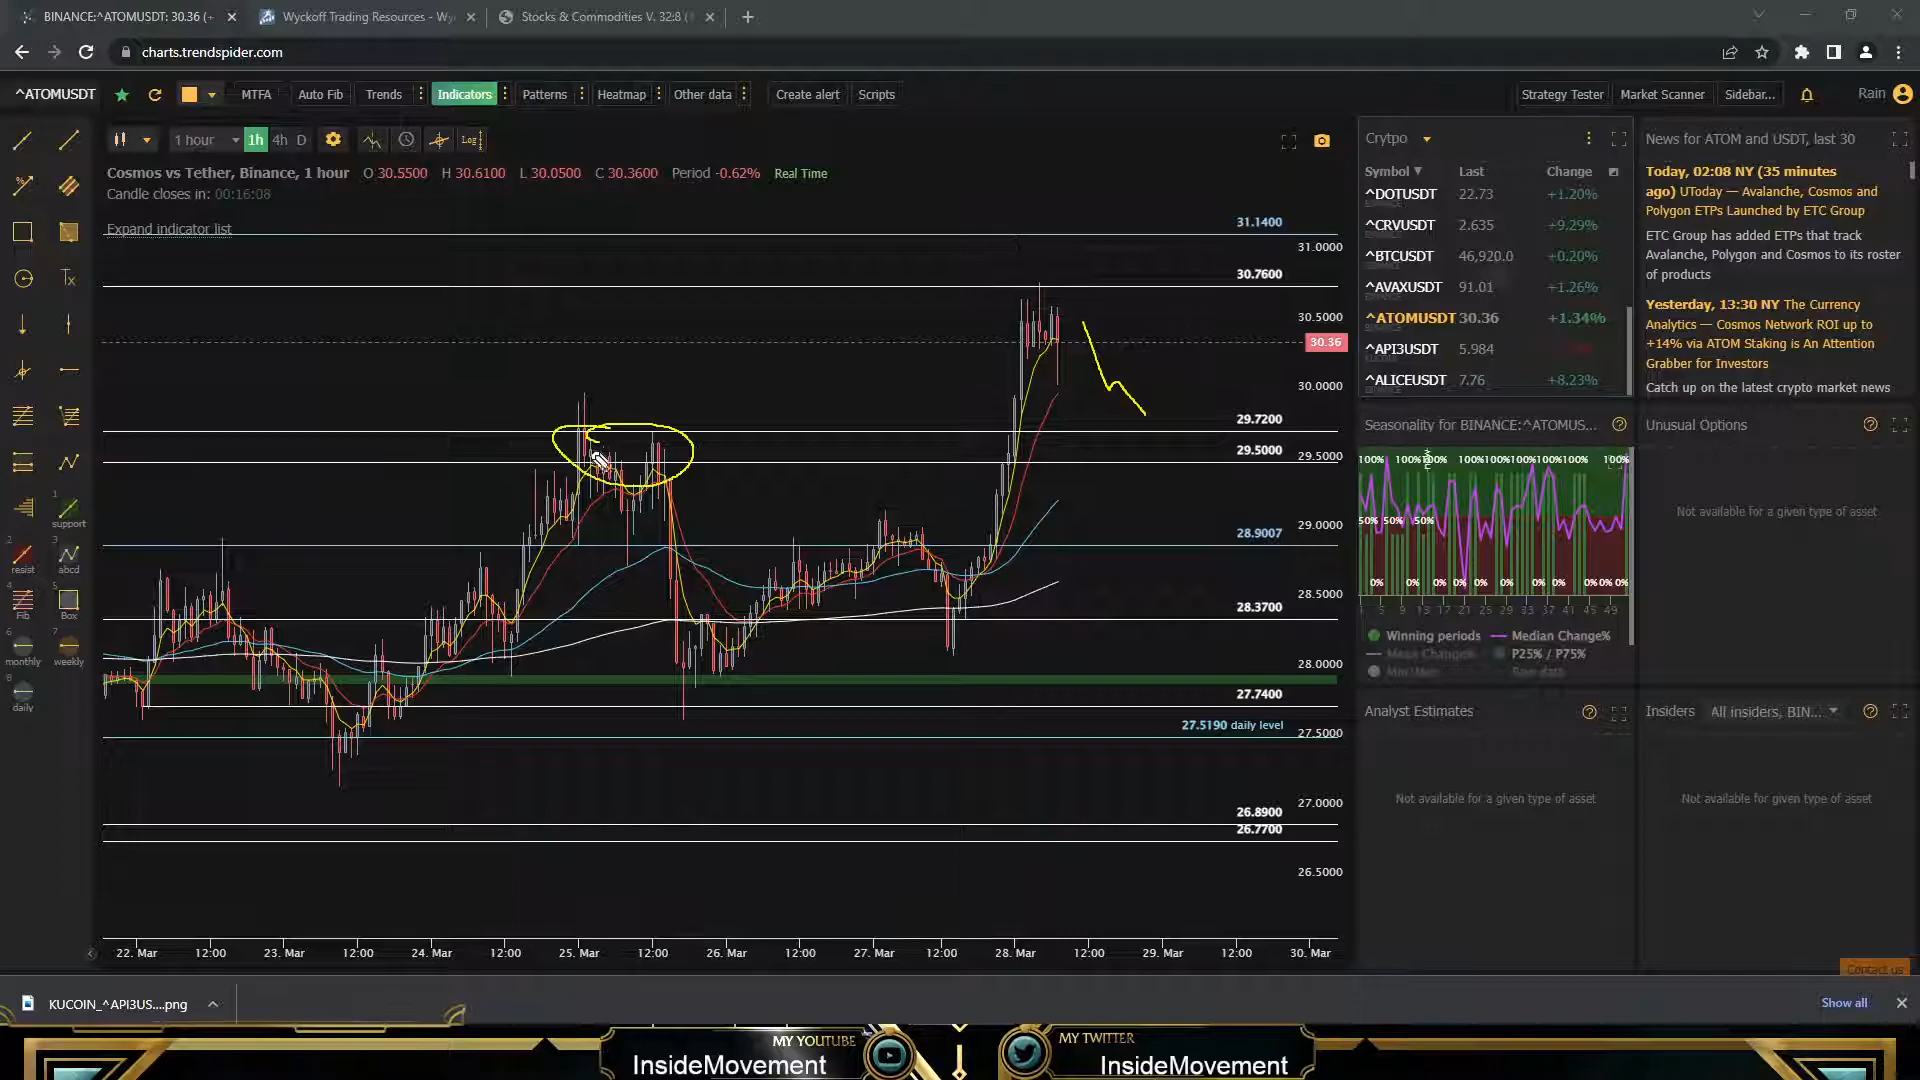 BINANCE:^ATOMUSDT: 30.36 (+
Wyckoff Trading Resources - Wy
Stocks & Commodities V. 32:8 (
charts.trendspider.com
^ATOMUSDT
MTFA
Auto Fib
Trends
Indicators
Patterns
Heatmap
Other data
Create alert
Scripts
Strategy Tester
Market Scanner
Sidebar...
Rain
1 hour
1h
4h
D
Log
Cosmos vs Tether, Binance, 1 hour O 30.5500 H 30.6100 L 30.0500 C 30.3600 Period -0.62% Real Time
Candle closes in: 00:16:08
Expand indicator list
Tx
1
support
2
resist
3
abcd
4
Fib
5
Box
6
monthly
7
weekly
8
daily
31.1400
30.7600
29.7200
29.5000
28.9007
28.3700
27.7400
27.5190 daily level
26.8900
26.7700
31.0000
30.5000
30.36
30.0000
29.5000
29.0000
28.5000
28.0000
27.5000
27.0000
26.5000
22. Mar 12:00 23. Mar 12:00 24. Mar 12:00 25. Mar 12:00 26. Mar 12:00 27. Mar 12:00 28. Mar 12:00 29. Mar 12:00 30. Mar
Crytpo
Symbol Last Change
^DOTUSDT 22.73 +1.20%
^CRVUSDT 2.635 +9.29%
^BTCUSDT 46,920.0 +0.20%
^AVAXUSDT 91.01 +1.26%
^ATOMUSDT 30.36 +1.34%
^API3USDT 5.984
^ALICEUSDT 7.76 +8.23%
News for ATOM and USDT, last 30
Today, 02:08 NY (35 minutes
ago) UToday — Avalanche, Cosmos and
Polygon ETPs Launched by ETC Group
ETC Group has added ETPs that track
Avalanche, Polygon and Cosmos to its roster
of products
Yesterday, 13:30 NY The Currency
Analytics — Cosmos Network ROI up to
+14% via ATOM Staking is An Attention
Grabber for Investors
Catch up on the latest crypto market news
Seasonality for BINANCE:^ATOMUS...
Winning periods
Median Change%
P25% / P75%
Unusual Options
Not available for a given type of asset
Analyst Estimates
Not available for a given type of asset
Insiders All insiders, BIN...
Not available for given type of asset
Contact us
KUCOIN_^API3US....png
Show all
MY YOUTUBE
InsideMovement
MY TWITTER
InsideMovement